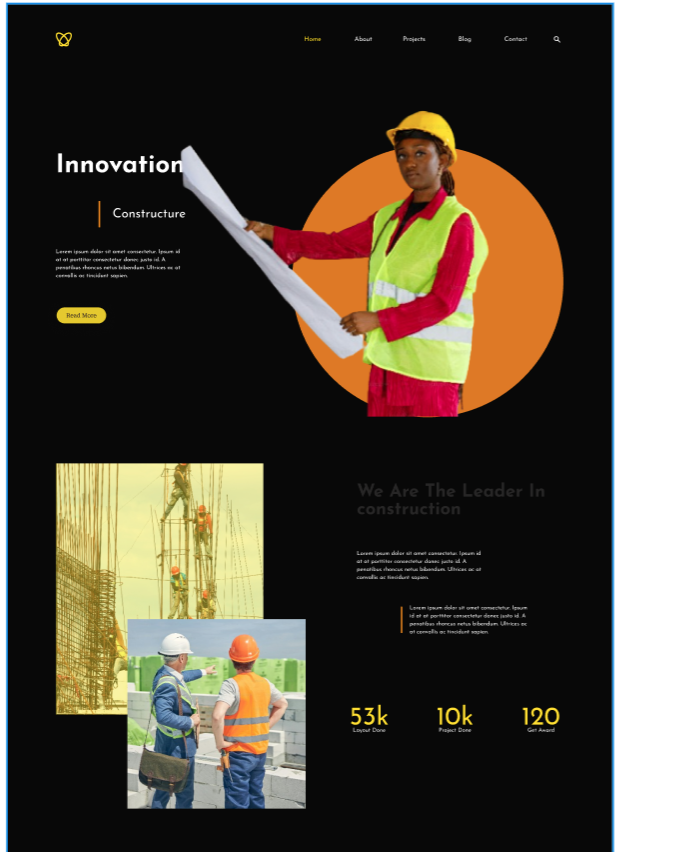 Home About Projects Blog Contact
Innovation
Constructure
Lorem ipsum dolor sit amet consectetur. Ipsum id
at at porttitor consectetur donec justo id. A
penatibus rhoncus netus bibendum. Ultrices ac at
convallis ac tincidunt sapien.
Read More
We Are The Leader In
construction
Lorem ipsum dolor sit amet consectetur. Ipsum id
at at porttitor consectetur donec justo id. A
penatibus rhoncus netus bibendum. Ultrices ac at
convallis ac tincidunt sapien.
Lorem ipsum dolor sit amet consectetur. Ipsum
id at at porttitor consectetur donec justo id. A
penatibus rhoncus netus bibendum. Ultrices ac
at convallis ac tincidunt sapien.
53k 10k 120
Layout Done Project Done Get Award